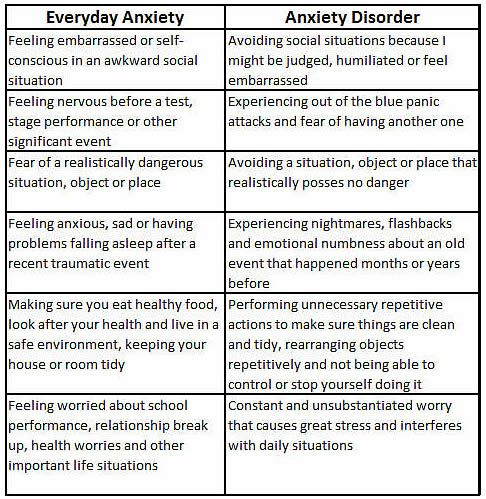 Everyday Anxiety
Anxiety Disorder
Feeling embarrassed or self-
conscious in an awkward social
situation
Avoiding social situations because I
might be judged, humiliated or feel
embarrassed
Feeling nervous before a test,
stage performance or other
significant event
Experiencing out of the blue panic
attacks and fear of having another one
Fear of a realistically dangerous
situation, object or place
Avoiding a situation, object or place that
realistically posses no danger
Feeling anxious, sad or having
problems falling asleep after a
recent traumatic event
Experiencing nightmares, flashbacks
and emotional numbness about an old
event that happened months or years
before
Making sure you eat healthy food,
look after your health and live in a
safe environment, keeping your
house or room tidy
Performing unnecessary repetitive
actions to make sure things are clean
and tidy, rearranging objects
repetitively and not being able to
control or stop yourself doing it
Feeling worried about school
performance, relationship break
up, health worries and other
important life situations
Constant and unsubstantiated worry
that causes great stress and interferes
with daily situations